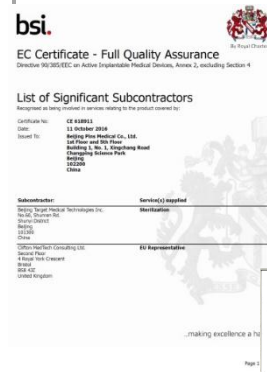 bsi.
By Royal Charter
EC Certificate - Full Quality Assurance
Directive 90/385/EEC on Active Implantable Medical Devices, Annex 2, excluding Section 4
List of Significant Subcontractors
Recognised as being involved in services relating to the product covered by:
Certificate No: CE 618911
Date: 11 October 2016
Issued To: Beijing Pins Medical Co., Ltd.
1st Floor and 5th Floor
Building 1, No. 1, Xingchang Road
Changping Science Park
Beijing
102200
China
Subcontractor: Service(s) supplied
Beijing Target Medical Technologies Inc. Sterilization
Shunyi District
Beijing
101300
China
Clifton MedTech Consulting Ltd. EU Representative
Second Floor
4 Royal York Crescent
Bristol
BS8 4JZ
United Kingdom
...making excellence a ha
Page 1